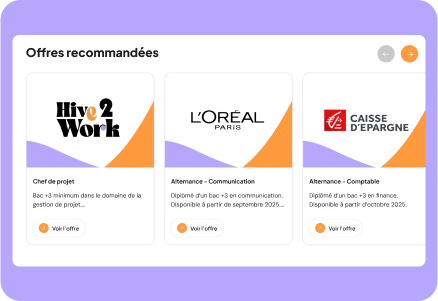 Offres recommandées
Hive 2
Work
L'ORÉAL
PARIS
CAISSE
D'EPARGNE
Chef de projet
Bac +3 minimum dans le domaine de la
gestion de projet...
Voir l'offre
Alternance - Communication
Diplômé d'un bac +3 en communication.
Disponible à partir de septembre 2025....
Voir l'offre
Alternance - Comptable
Diplômé d'un bac +3 en finance.
Disponible à partir d'octobre 2025.
Voir l'offre